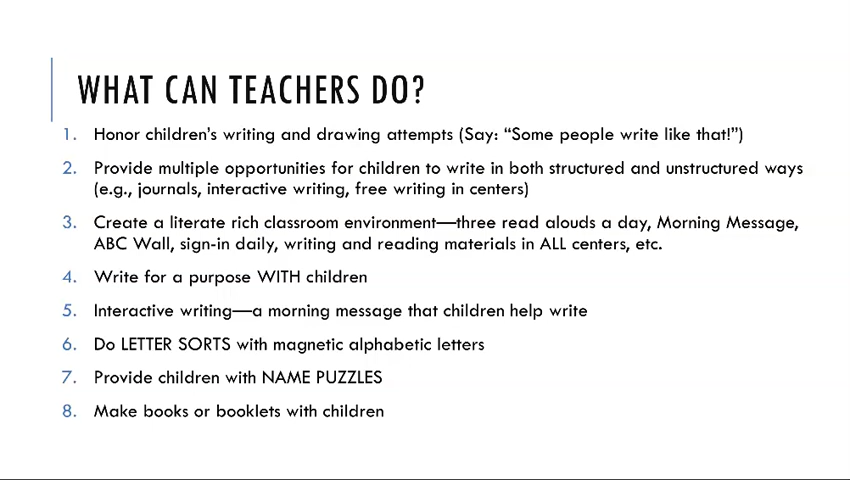 WHAT CAN TEACHERS DO?
1. Honor children’s writing and drawing attempts (Say: “Some people write like that!”)
2. Provide multiple opportunities for children to write in both structured and unstructured ways
(e.g., journals, interactive writing, free writing in centers)
3. Create a literate rich classroom environment—three read alouds a day, Morning Message,
ABC Wall, sign-in daily, writing and reading materials in ALL centers, etc.
4. Write for a purpose WITH children
5. Interactive writing—a morning message that children help write
6. Do LETTER SORTS with magnetic alphabetic letters
7. Provide children with NAME PUZZLES
8. Make books or booklets with children